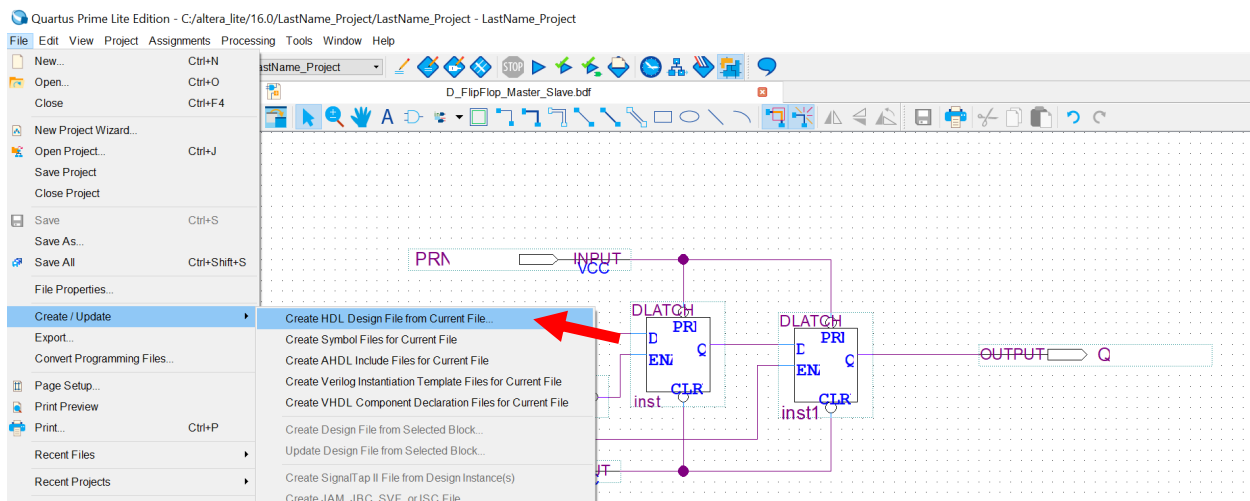 Quartus Prime Lite Edition - C:/altera_lite/16.0/LastName_Project/LastName_Project - LastName_Project
File Edit View Project Assignments Processing Tools Window Help
New... Ctrl+N
astName_Project
STOP
Open... Ctrl+O
Close Ctrl+F4
D_FlipFlop_Master_Slave.bdf
A
New Project Wizard...
Open Project... Ctrl+J
Save Project
Close Project
Save Ctrl+S
Save As...
Save All Ctrl+Shift+S
File Properties...
Create / Update
Export...
Convert Programming Files...
Page Setup...
Print Preview
Print... Ctrl+P
Recent Files
Recent Projects
Create HDL Design File from Current File...
Create Symbol Files for Current File
Create AHDL Include Files for Current File
Create Verilog Instantiation Template Files for Current File
Create VHDL Component Declaration Files for Current File
Create Design File from Selected Block...
Update Design File from Selected Block...
Create SignalTap II File from Design Instance(s)
Create JAM, JBC, SVF, or ISC File
PRN INPUT
VCC
DLATCH
PRN
D Q
ENA
CLR
inst
DLATCH
PRN
D Q
ENA
CLR
inst1
OUTPUT Q